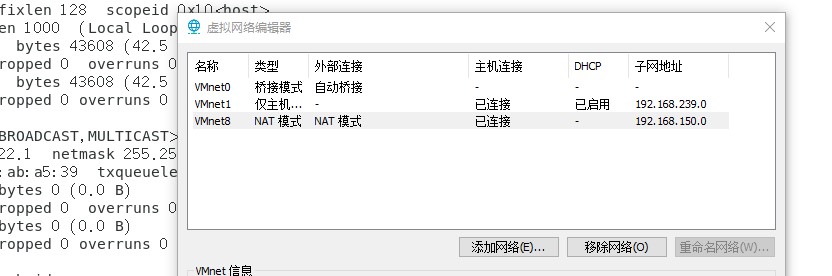 fixlen 128  scopeid 0x10<host>
en 1000  (Local Loop
bytes 43608 (42.5
ropped 0  overruns 0
bytes 43608 (42.5
ropped 0 overruns 0
BROADCAST,MULTICAST>
22.1  netmask 255.25
:ab:a5:39  txqueuele
bytes 0 (0.0 B)
ropped 0  overruns 0
bytes 0 (0.0 B)
ropped 0 overruns 0
虚拟网络编辑器
名称 类型 外部连接 主机连接 DHCP 子网地址
VMnet0 桥接模式 自动桥接 - - -
VMnet1 仅主机... - 已连接 已启用 192.168.239.0
VMnet8 NAT 模式 NAT 模式 已连接 - 192.168.150.0
添加网络(E)... 移除网络(O) 重命名网络(W)...
VMnet 信息